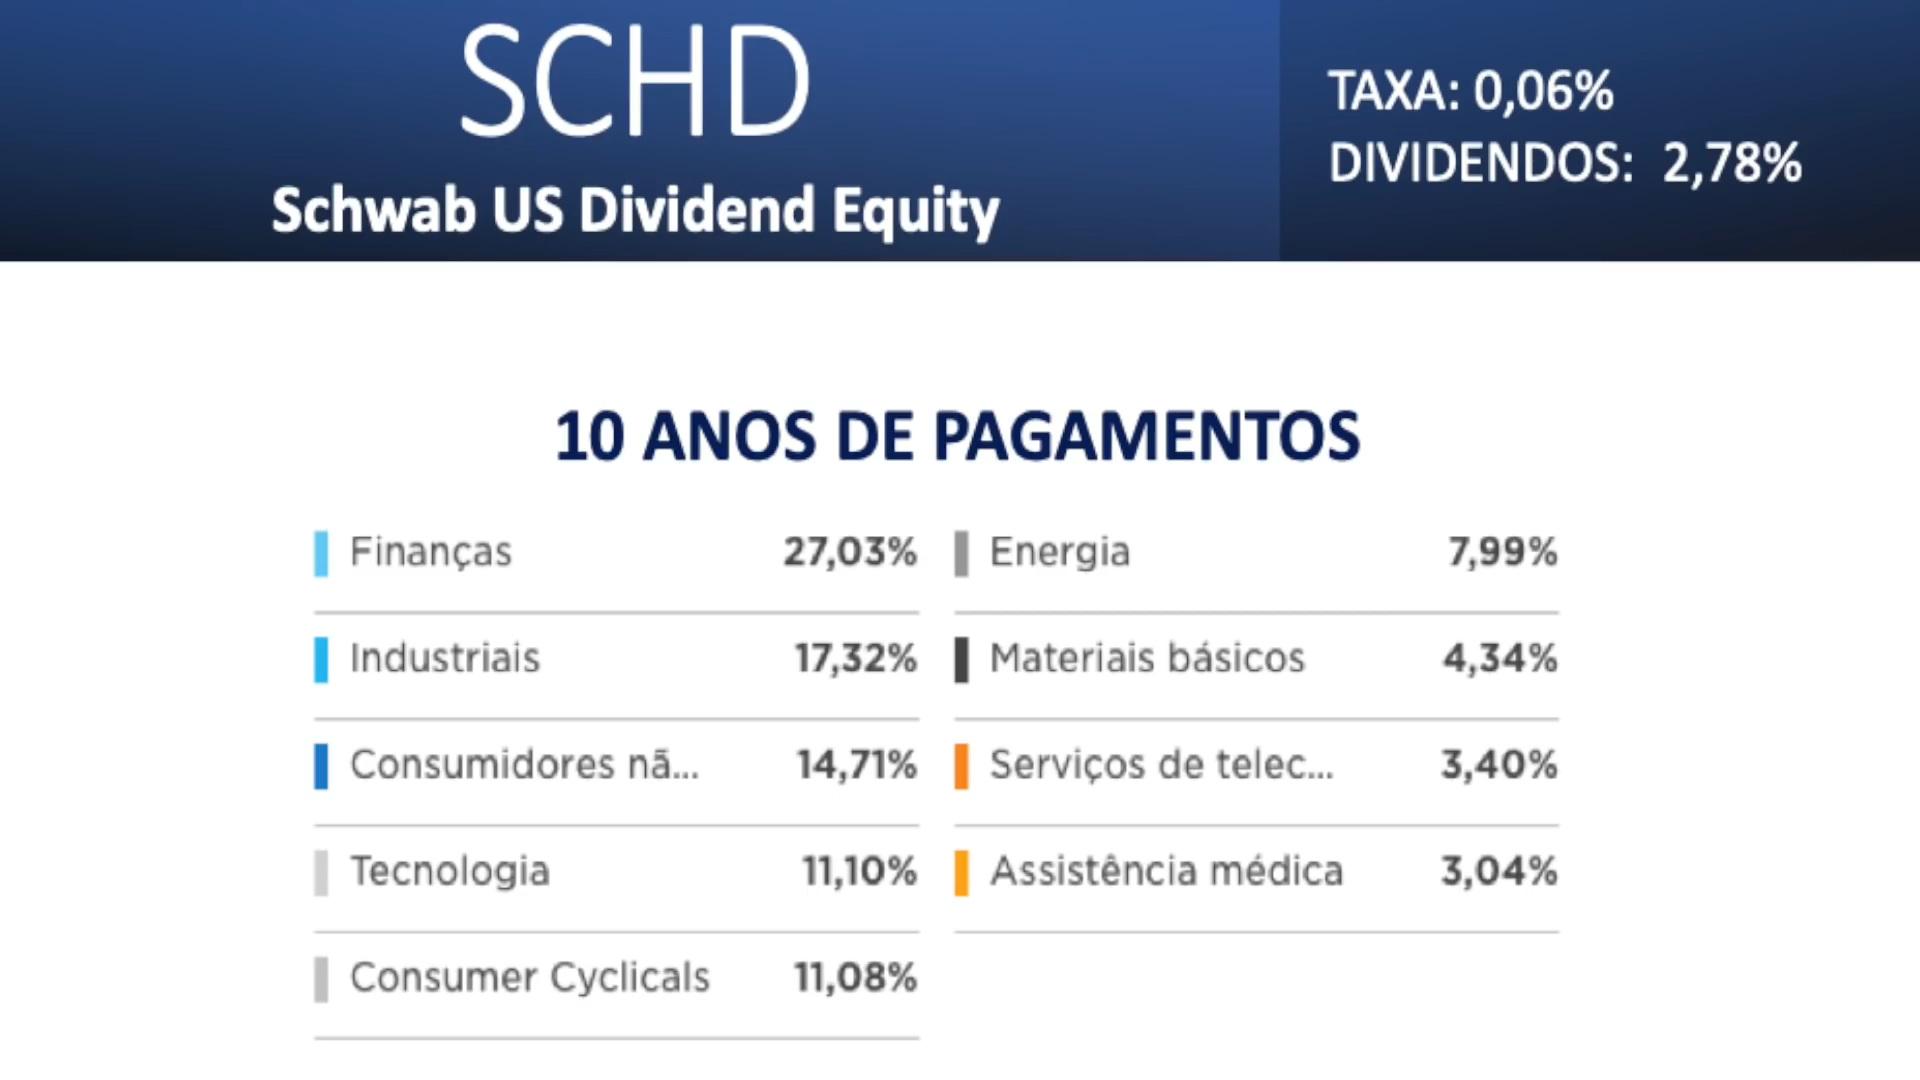 SCHD
Schwab US Dividend Equity
TAXA: 0,06%
DIVIDENDOS: 2,78%
10 ANOS DE PAGAMENTOS
Finanças 27,03%
Industriais 17,32%
Consumidores nã... 14,71%
Tecnologia 11,10%
Consumer Cyclicals 11,08%
Energia 7,99%
Materiais básicos 4,34%
Serviços de telec... 3,40%
Assistência médica 3,04%